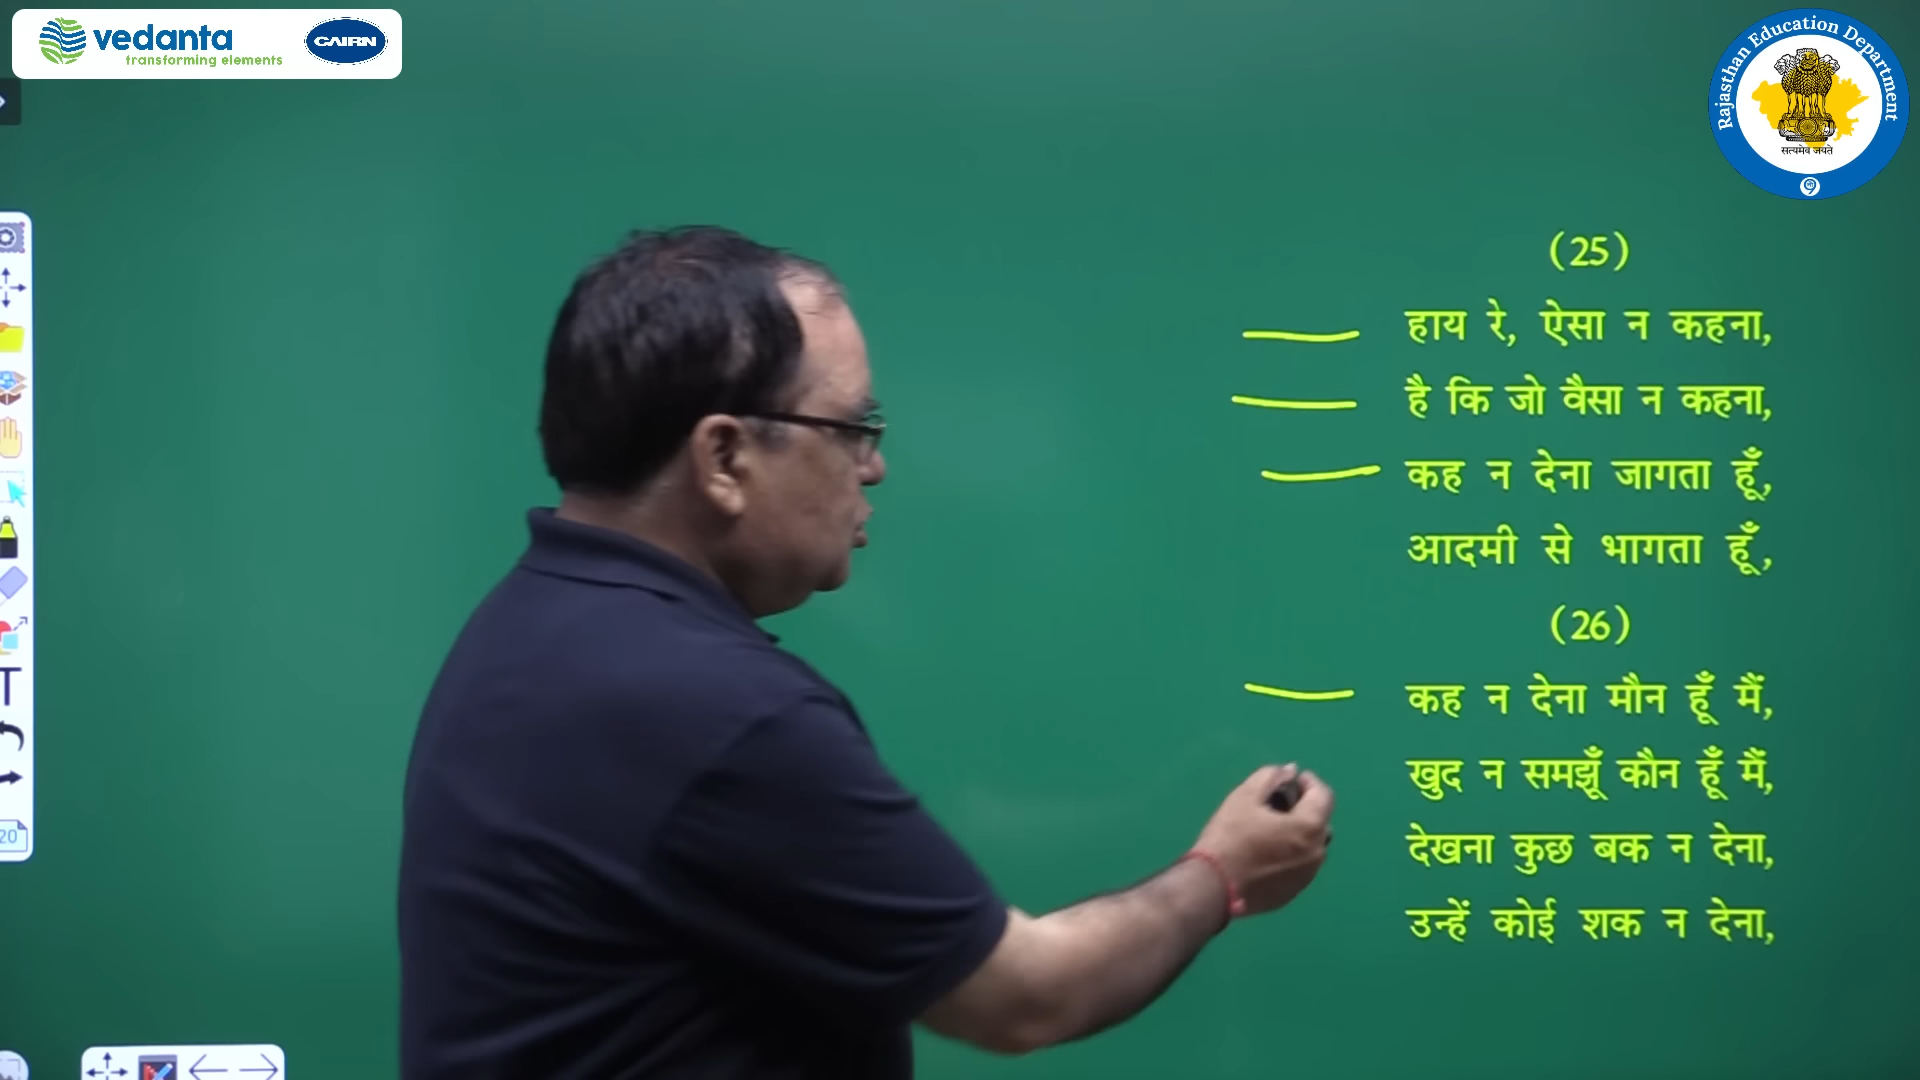 vedanta
transforming elements
CAIRN
Rajasthan Education Department
सत्यमेव जयते
(25)
हाय रे, ऐसा न कहना,
है कि जो वैसा न कहना,
कह न देना जागता हूँ,
आदमी से भागता हूँ,
(26)
कह न देना मौन हूँ मैं,
खुद न समझूँ कौन हूँ मैं,
देखना कुछ बक न देना,
उन्हें कोई शक न देना,
T
20